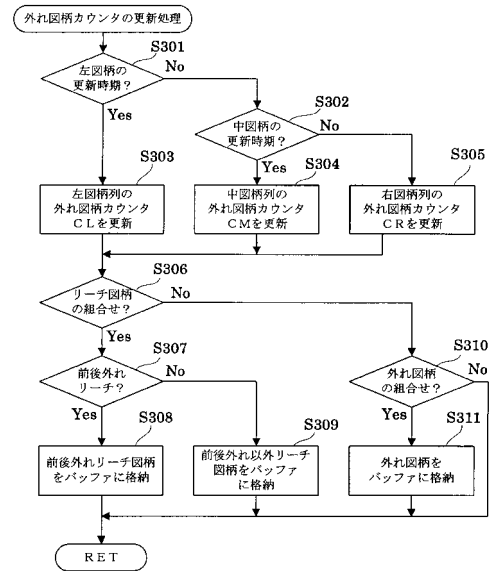 外れ図柄カウンタの更新処理
S301
左図柄の
更新時期?
No
Yes
S302
中図柄の
更新時期?
No
Yes
S303
左図柄列の
外れ図柄カウンタ
CLを更新
S304
中図柄列の
外れ図柄カウンタ
CMを更新
S305
右図柄列の
外れ図柄カウンタ
CRを更新
S306
リーチ図柄
の組合せ?
No
Yes
S307
前後外れ
リーチ?
No
Yes
S310
外れ図柄
の組合せ?
No
Yes
S308
前後外れリーチ図柄
をバッファに格納
S309
前後外れ以外リーチ
図柄をバッファ
に格納
S311
外れ図柄を
バッファに格納
RET